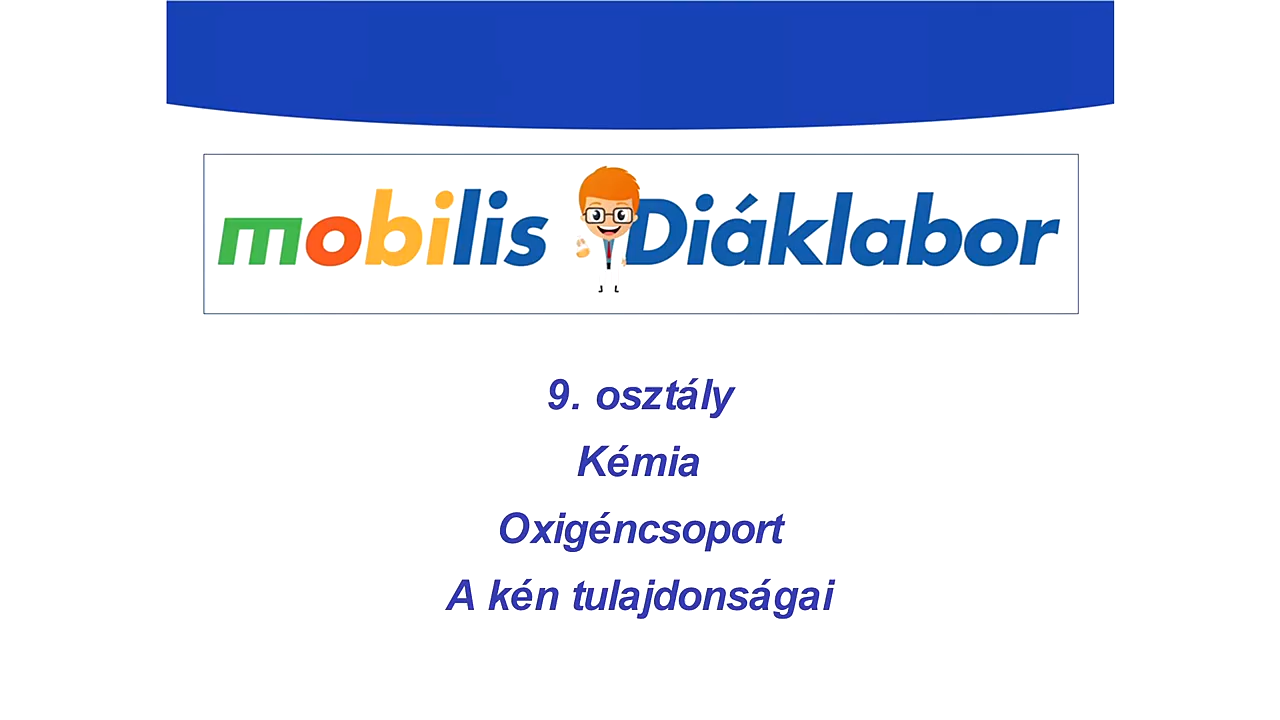 mobilis Diáklabor
9. osztály
Kémia
Oxigéncsoport
A kén tulajdonságai